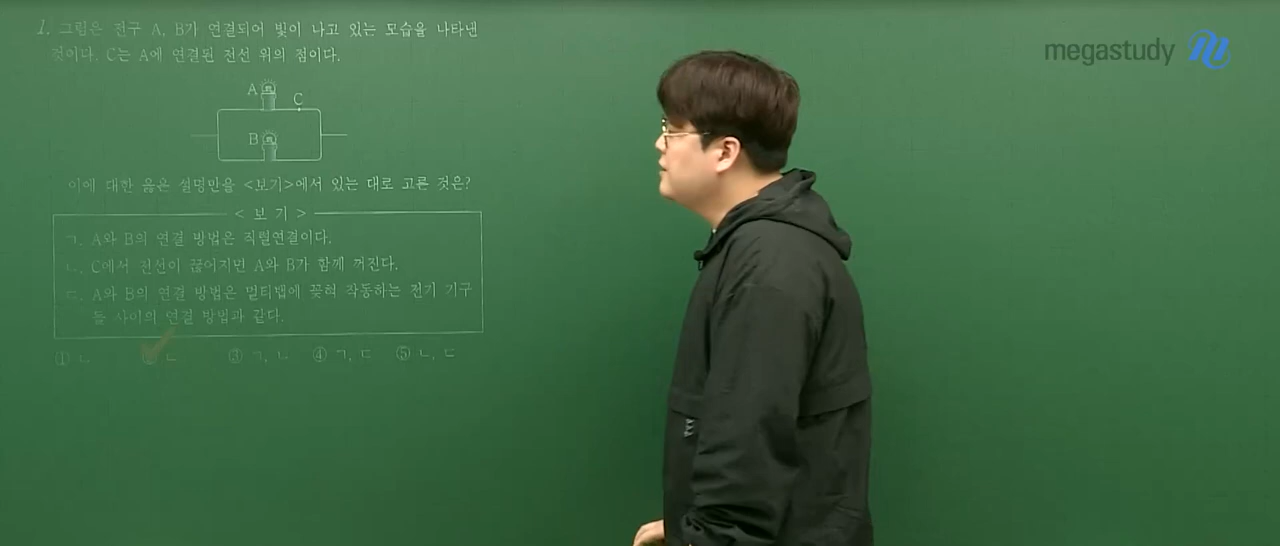 1. 그림은 전구 A, B가 연결되어 빛이 나고 있는 모습을 나타낸
것이다. C는 A에 연결된 전선 위의 점이다.
A
C
B
이에 대한 옳은 설명만을 <보기>에서 있는 대로 고른 것은?
< 보 기 >
ㄱ. A와 B의 연결 방법은 직렬연결이다.
ㄴ. C에서 전선이 끊어지면 A와 B가 함께 꺼진다.
ㄷ. A와 B의 연결 방법은 멀티탭에 꽂혀 작동하는 전기 기구
들 사이의 연결 방법과 같다.
① ㄴ ② ㄷ ③ ㄱ, ㄴ ④ ㄱ, ㄷ ⑤ ㄴ, ㄷ
megastudy